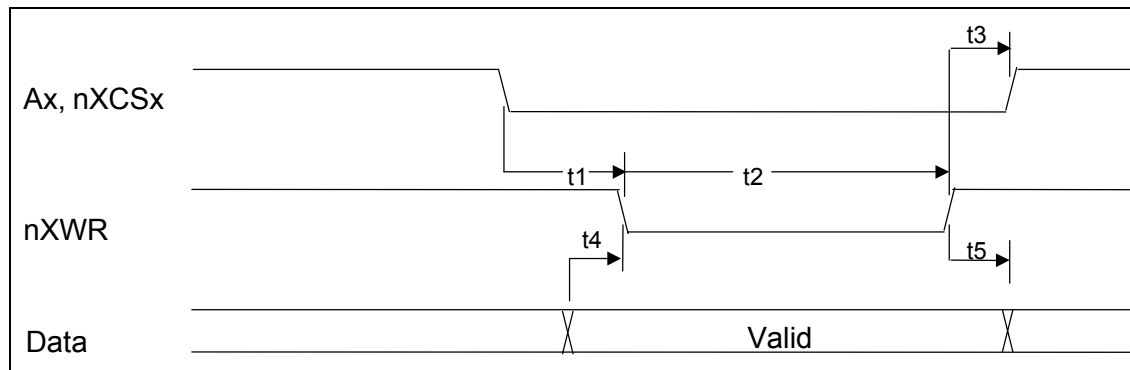 t3
Ax, nXCSx
t1
t2
nXWR
t4
t5
Data
Valid